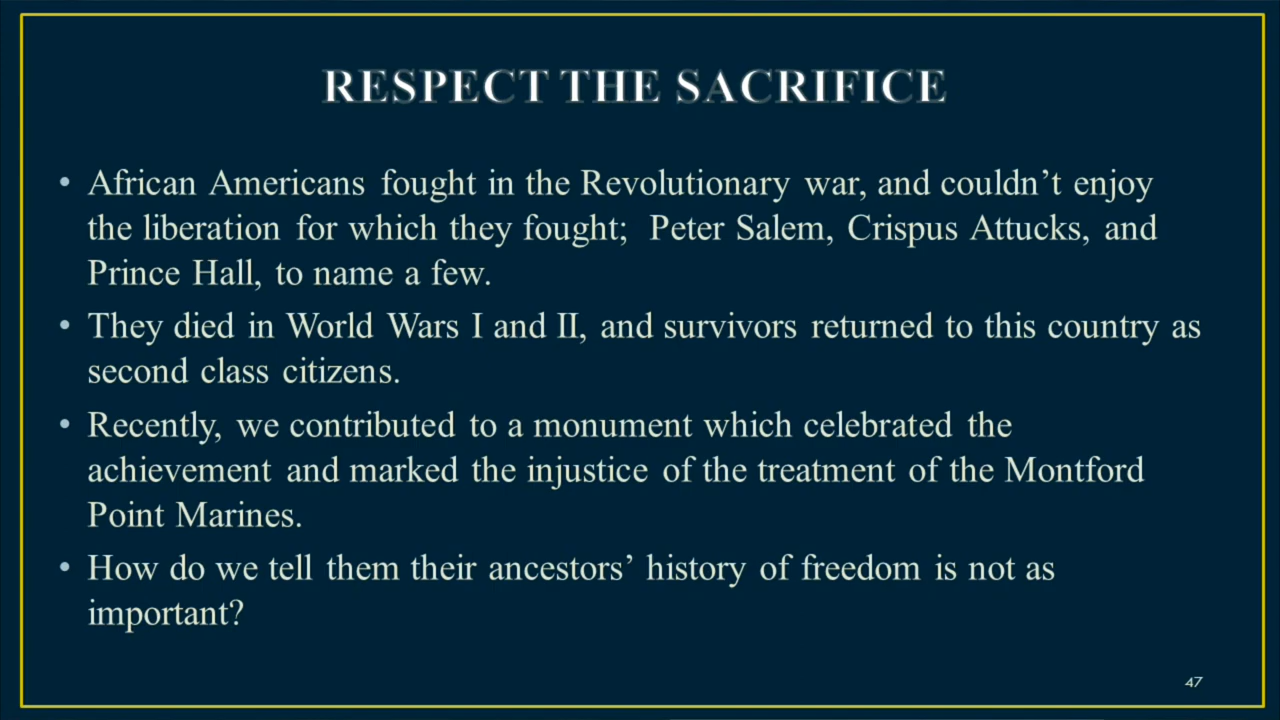 RESPECT THE SACRIFICE
• African Americans fought in the Revolutionary war, and couldn’t enjoy
the liberation for which they fought; Peter Salem, Crispus Attucks, and
Prince Hall, to name a few.
• They died in World Wars I and II, and survivors returned to this country as
second class citizens.
• Recently, we contributed to a monument which celebrated the
achievement and marked the injustice of the treatment of the Montford
Point Marines.
• How do we tell them their ancestors’ history of freedom is not as
important?
47